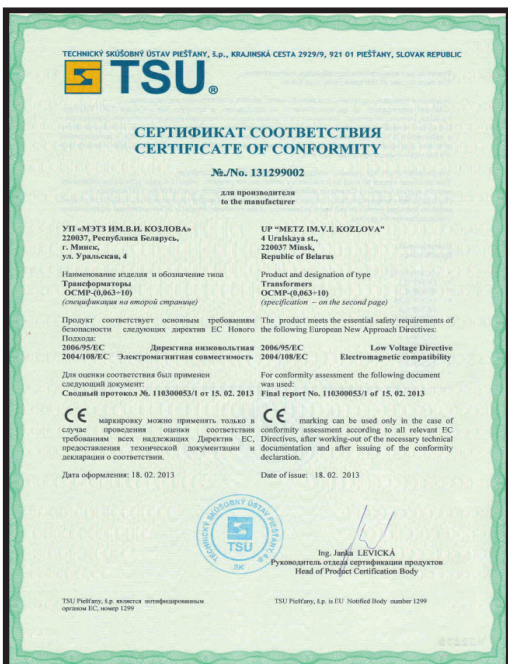 TECHNICKÝ SKÚŠOBNÝ ÚSTAV PIEŠŤANY, š.p., KRAJINSKÁ CESTA 2929/9, 921 01 PIEŠŤANY, SLOVAK REPUBLIC
TSU®
СЕРТИФИКАТ СООТВЕТСТВИЯ
CERTIFICATE OF CONFORMITY
№./No. 131299002
для производителя
to the manufacturer
УП «МЭТЗ ИМ.В.И. КОЗЛОВА»
220037, Республика Беларусь,
г. Минск,
ул. Уральская, 4
UP “METZ IM.V.I. KOZLOVA”
4 Uralskaya st.,
220037 Minsk,
Republic of Belarus
Наименование изделия и обозначение типа
Трансформаторы
ОСМР-(0,063÷10)
(спецификация на второй странице)
Product and designation of type
Transformers
OCMP-(0,063÷10)
(specification – on the second page)
Продукт соответствует основным требованиям
безопасности следующих директив ЕС Нового
Подхода:
2006/95/EC Директива низковольтная
2004/108/EC Электромагнитная совместимость
The product meets the essential safety requirements of
the following European New Approach Directives:
2006/95/EC Low Voltage Directive
2004/108/EC Electromagnetic compatibility
Для оценки соответствия был применен
следующий документ:
Сводный протокол №. 110300053/1 от 15. 02. 2013
For conformity assessment the following document
was used:
Final report No. 110300053/1 of 15. 02. 2013
CE маркировку можно применять только в
случае проведения оценки соответствия
требованиям всех надлежащих Директив ЕС,
предоставления технической документации и
декларации о соответствии.
CE marking can be used only in the case of
conformity assessment according to all relevant EC
Directives, after working-out of the necessary technical
documentation and after issuing of the conformity
declaration.
Дата оформления: 18. 02. 2013
Date of issue: 18. 02. 2013
TECHNICKÝ SKÚŠOBNÝ ÚSTAV PIEŠŤANY, š.p.
TSU
SK
Ing. Janka LEVICKÁ
Руководитель отдела сертификации продуктов
Head of Product Certification Body
TSU Piešťany, š.p. является нотифицированным
органом ЕС, номер 1299
TSU Piešťany, š.p. is EU Notified Body number 1299